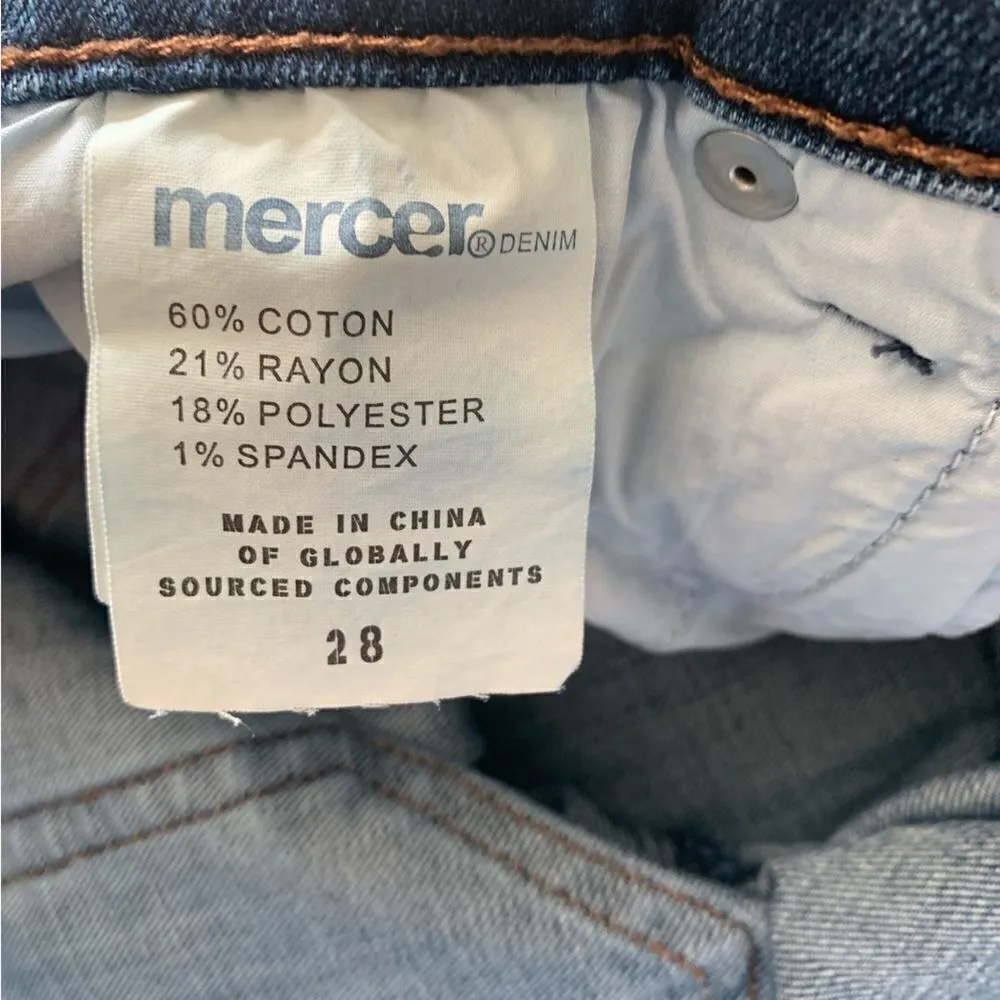 mercer® DENIM
60% COTON
21% RAYON
18% POLYESTER
1% SPANDEX
MADE IN CHINA
OF GLOBALLY
SOURCED COMPONENTS
28